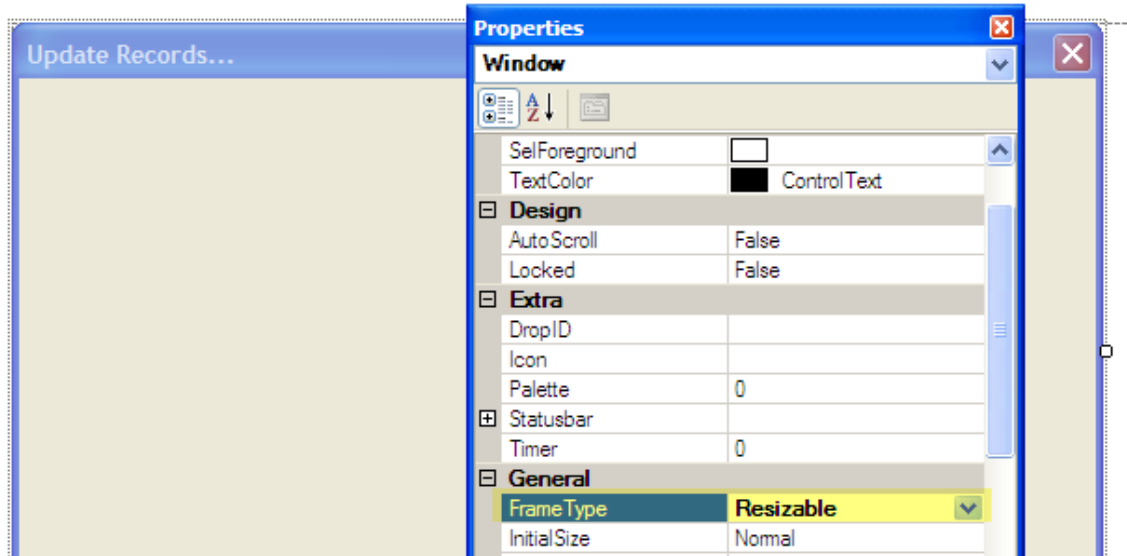 Update Records...
Properties
Window
A
Z
SelForeground
TextColor ControlText
Design
AutoScroll False
Locked False
Extra
DropID
Icon
Palette 0
Statusbar
Timer 0
General
FrameType Resizable
InitialSize Normal